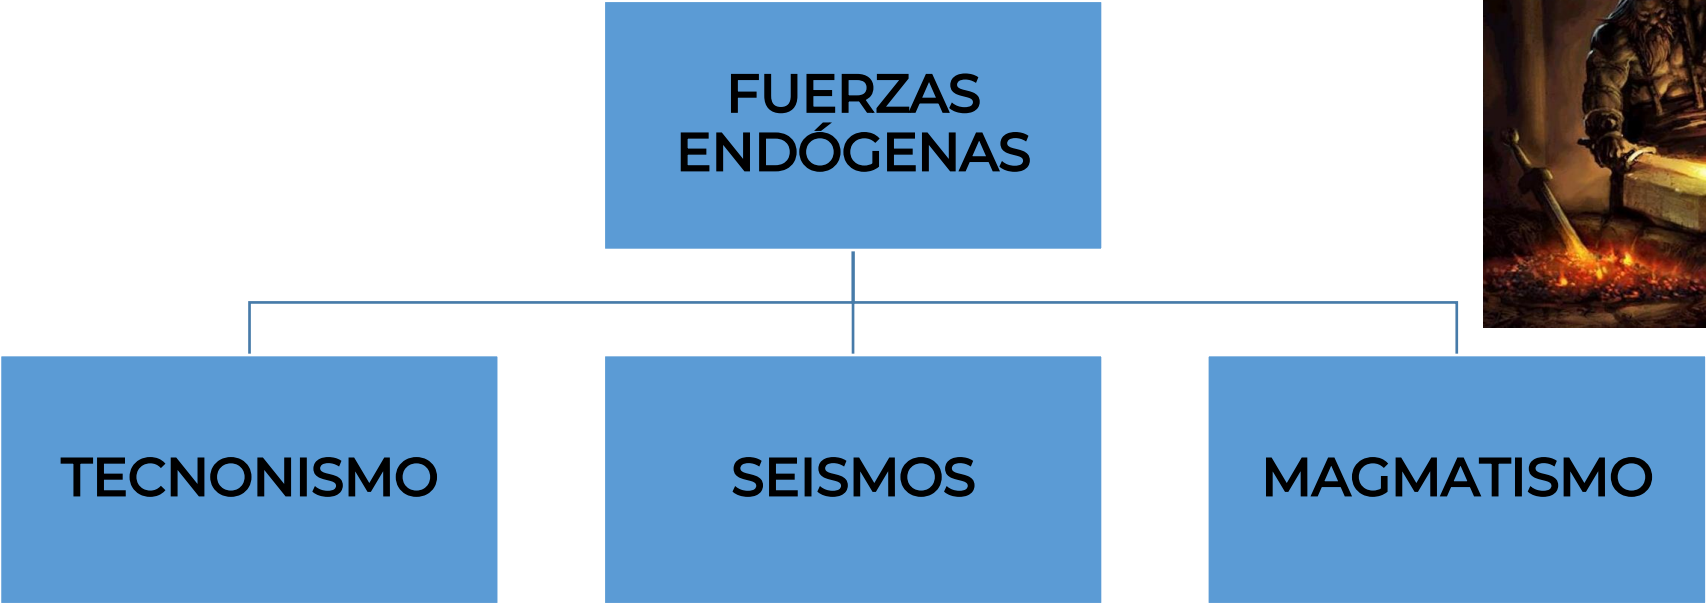 FUERZAS
ENDÓGENAS
TECNONISMO
SEISMOS
MAGMATISMO